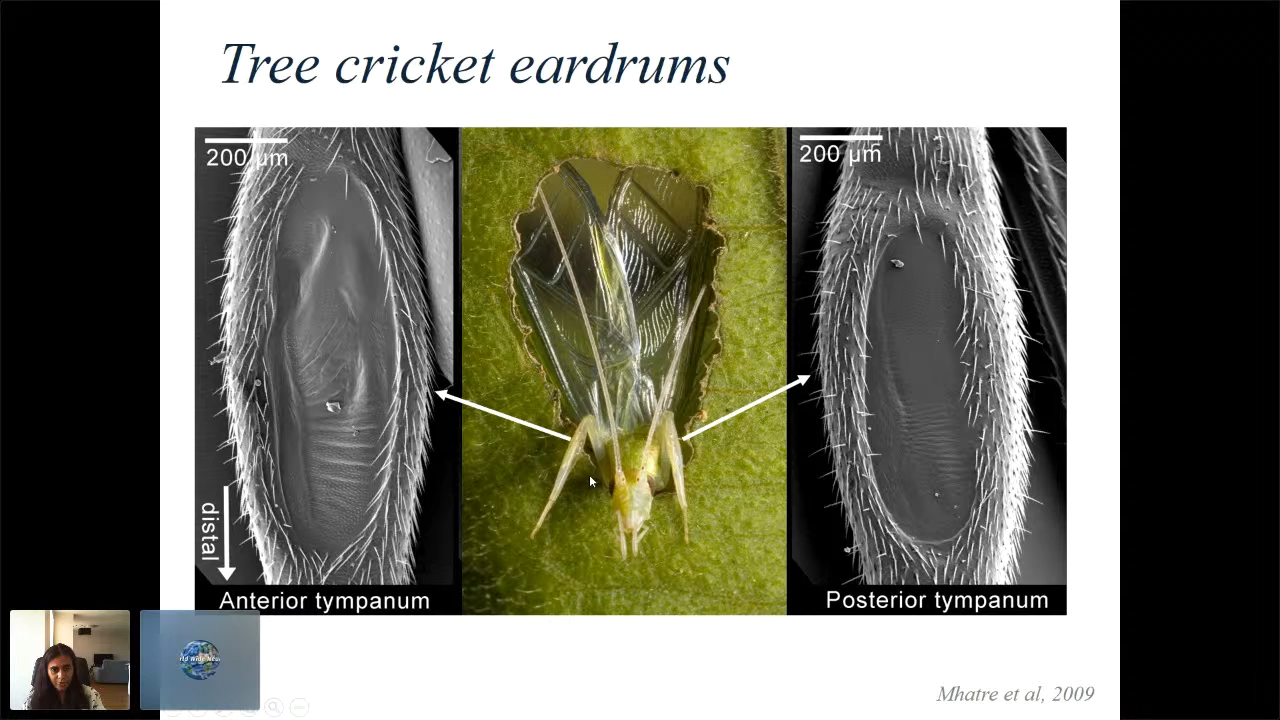 Tree cricket eardrums
200 µm
200 µm
distal
Anterior tympanum
Posterior tympanum
Mhatre et al, 2009